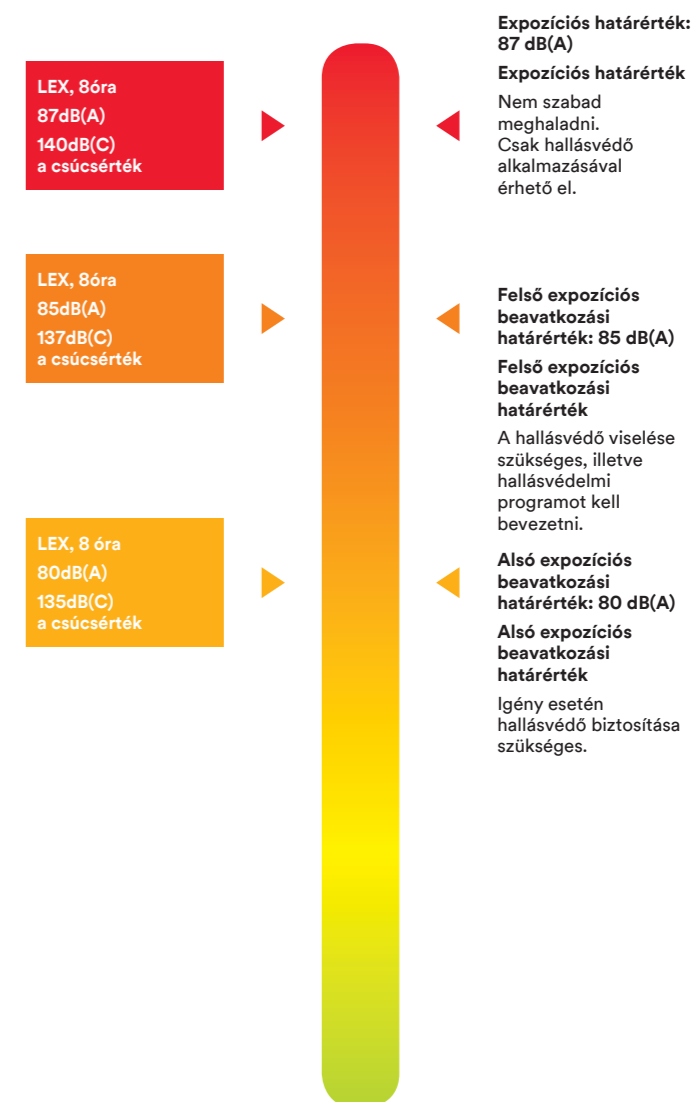 LEX, 8óra
87dB(A)
140dB(C)
a csúcsérték
Expozíciós határérték:
87 dB(A)
Expozíciós határérték
Nem szabad
meghaladni.
Csak hallásvédő
alkalmazásával
érhető el.
LEX, 8óra
85dB(A)
137dB(C)
a csúcsérték
Felső expozíciós
beavatkozási
határérték: 85 dB(A)
Felső expozíciós
beavatkozási
határérték
A hallásvédő viselése
szükséges, illetve
hallásvédelmi
programot kell
bevezetni.
LEX, 8 óra
80dB(A)
135dB(C)
a csúcsérték
Alsó expozíciós
beavatkozási
határérték: 80 dB(A)
Alsó expozíciós
beavatkozási
határérték
Igény esetén
hallásvédő biztosítása
szükséges.